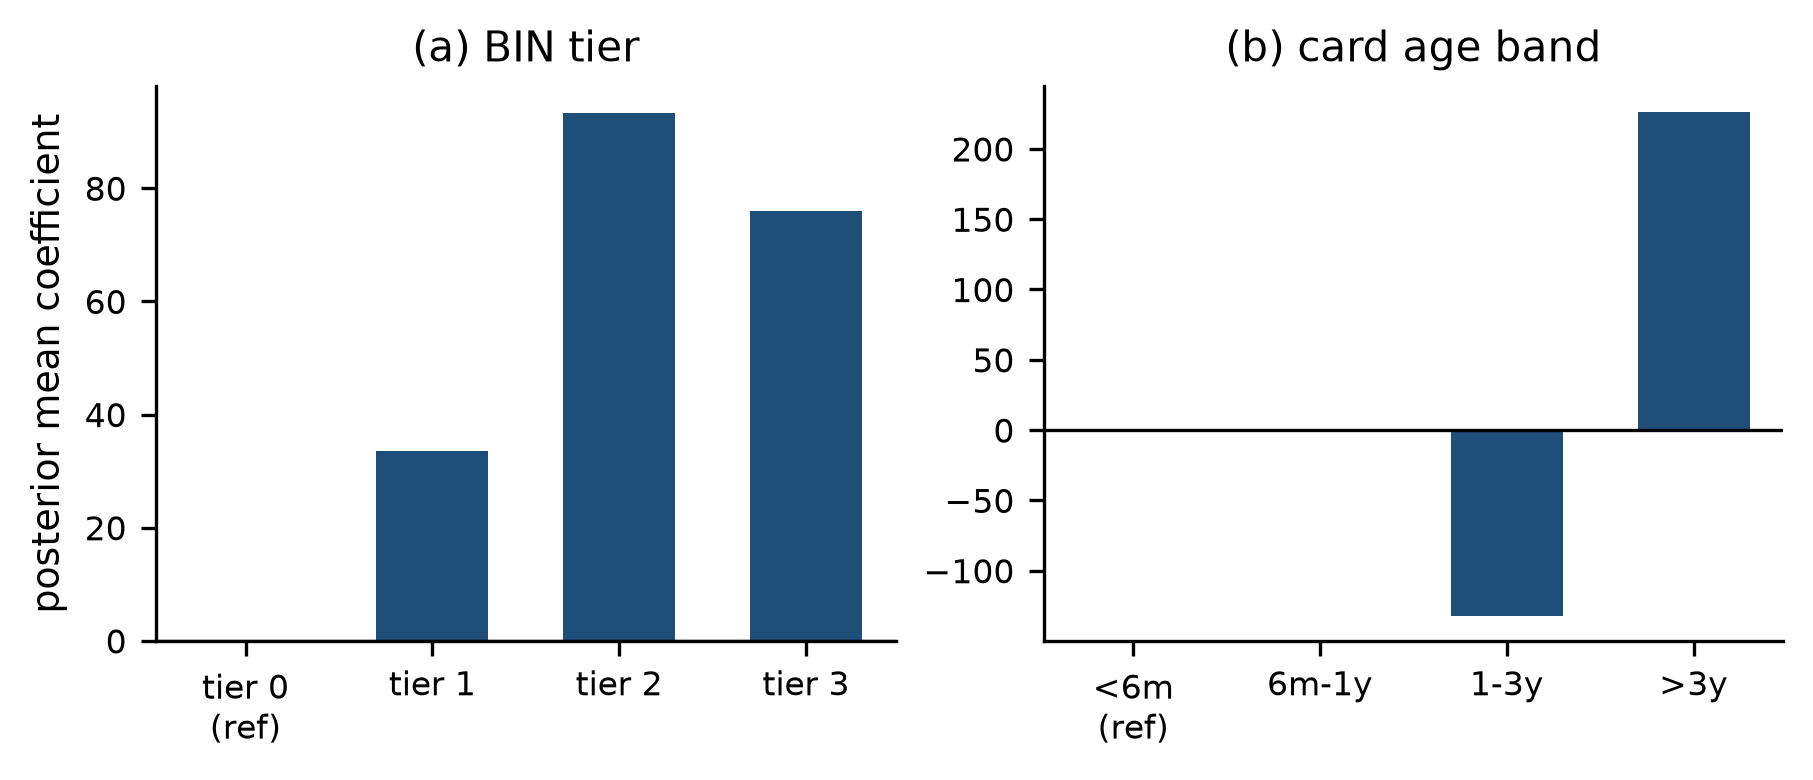 (a) BIN tier
posterior mean coefficient
80
60
40
20
0
tier 0
(ref)
tier 1
tier 2
tier 3
(b) card age band
200
150
100
50
0
−50
−100
<6m
(ref)
6m-1y
1-3y
>3y